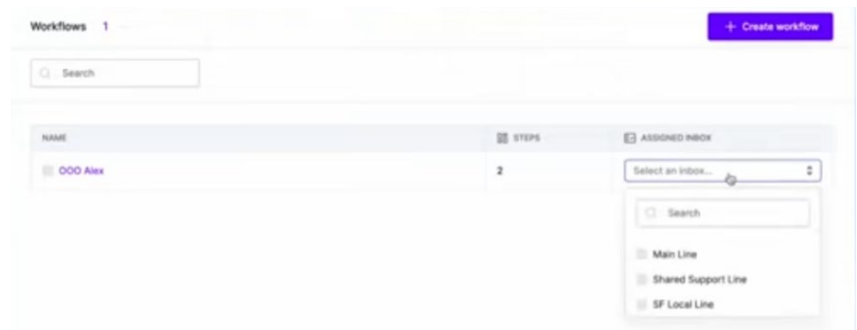 Workflows 1
+ Create workflow
Search
NAME STEPS ASSIGNED INBOX
OOO Alex 2 Select an inbox...
Search
Main Line
Shared Support Line
SF Local Line